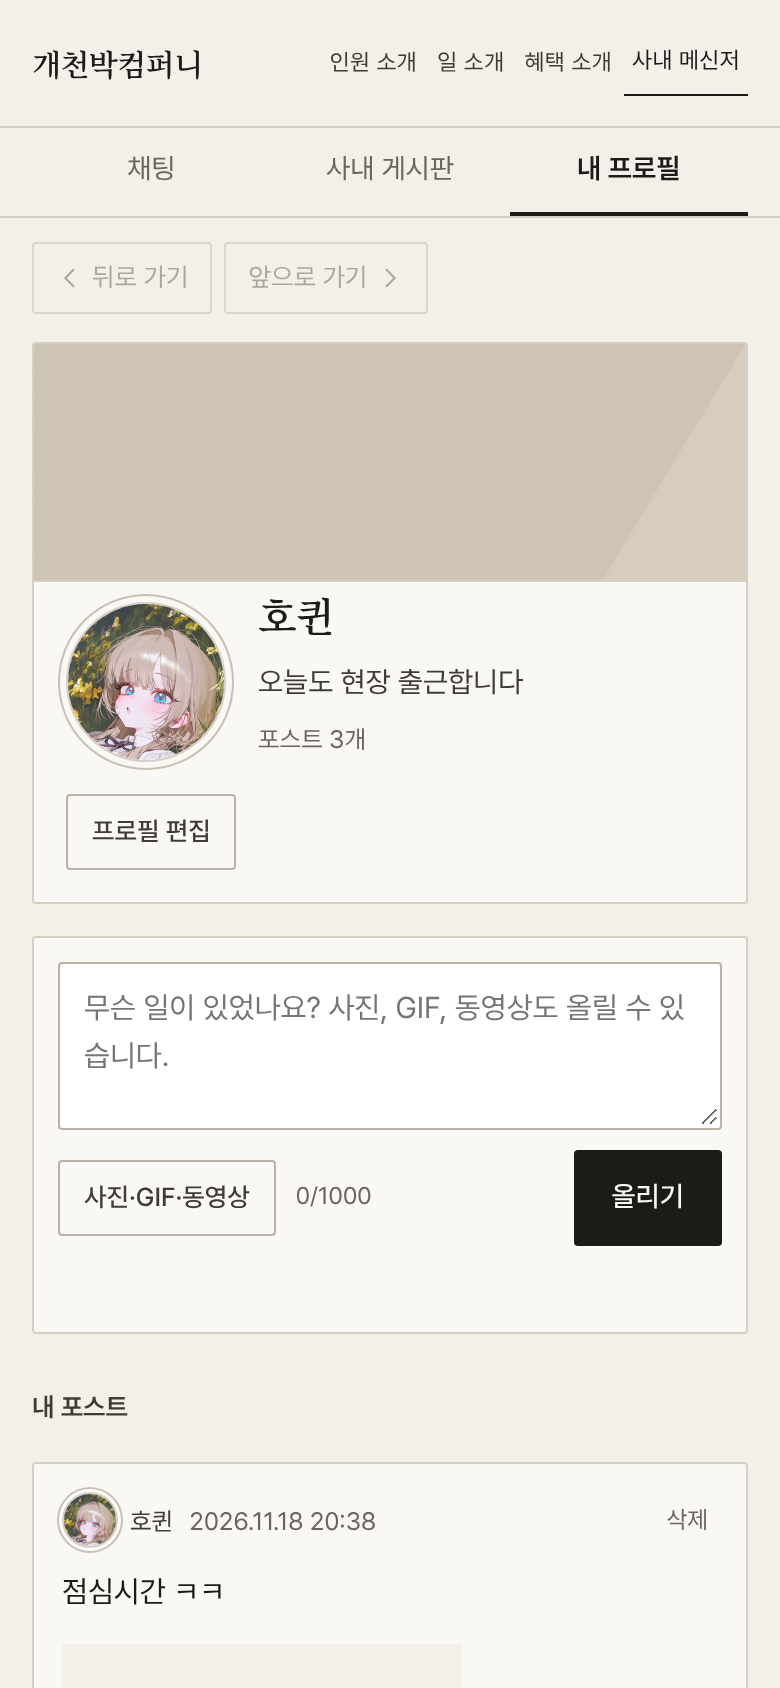 개천박컴퍼니
인원 소개 일 소개 혜택 소개 사내 메신저
채팅 사내 게시판 내 프로필
뒤로 가기 앞으로 가기
호퀸
오늘도 현장 출근합니다
포스트 3개
프로필 편집
무슨 일이 있었나요? 사진, GIF, 동영상도 올릴 수 있
습니다.
사진·GIF·동영상 0/1000 올리기
내 포스트
호퀸 2026.11.18 20:38 삭제
점심시간 ㅋㅋ